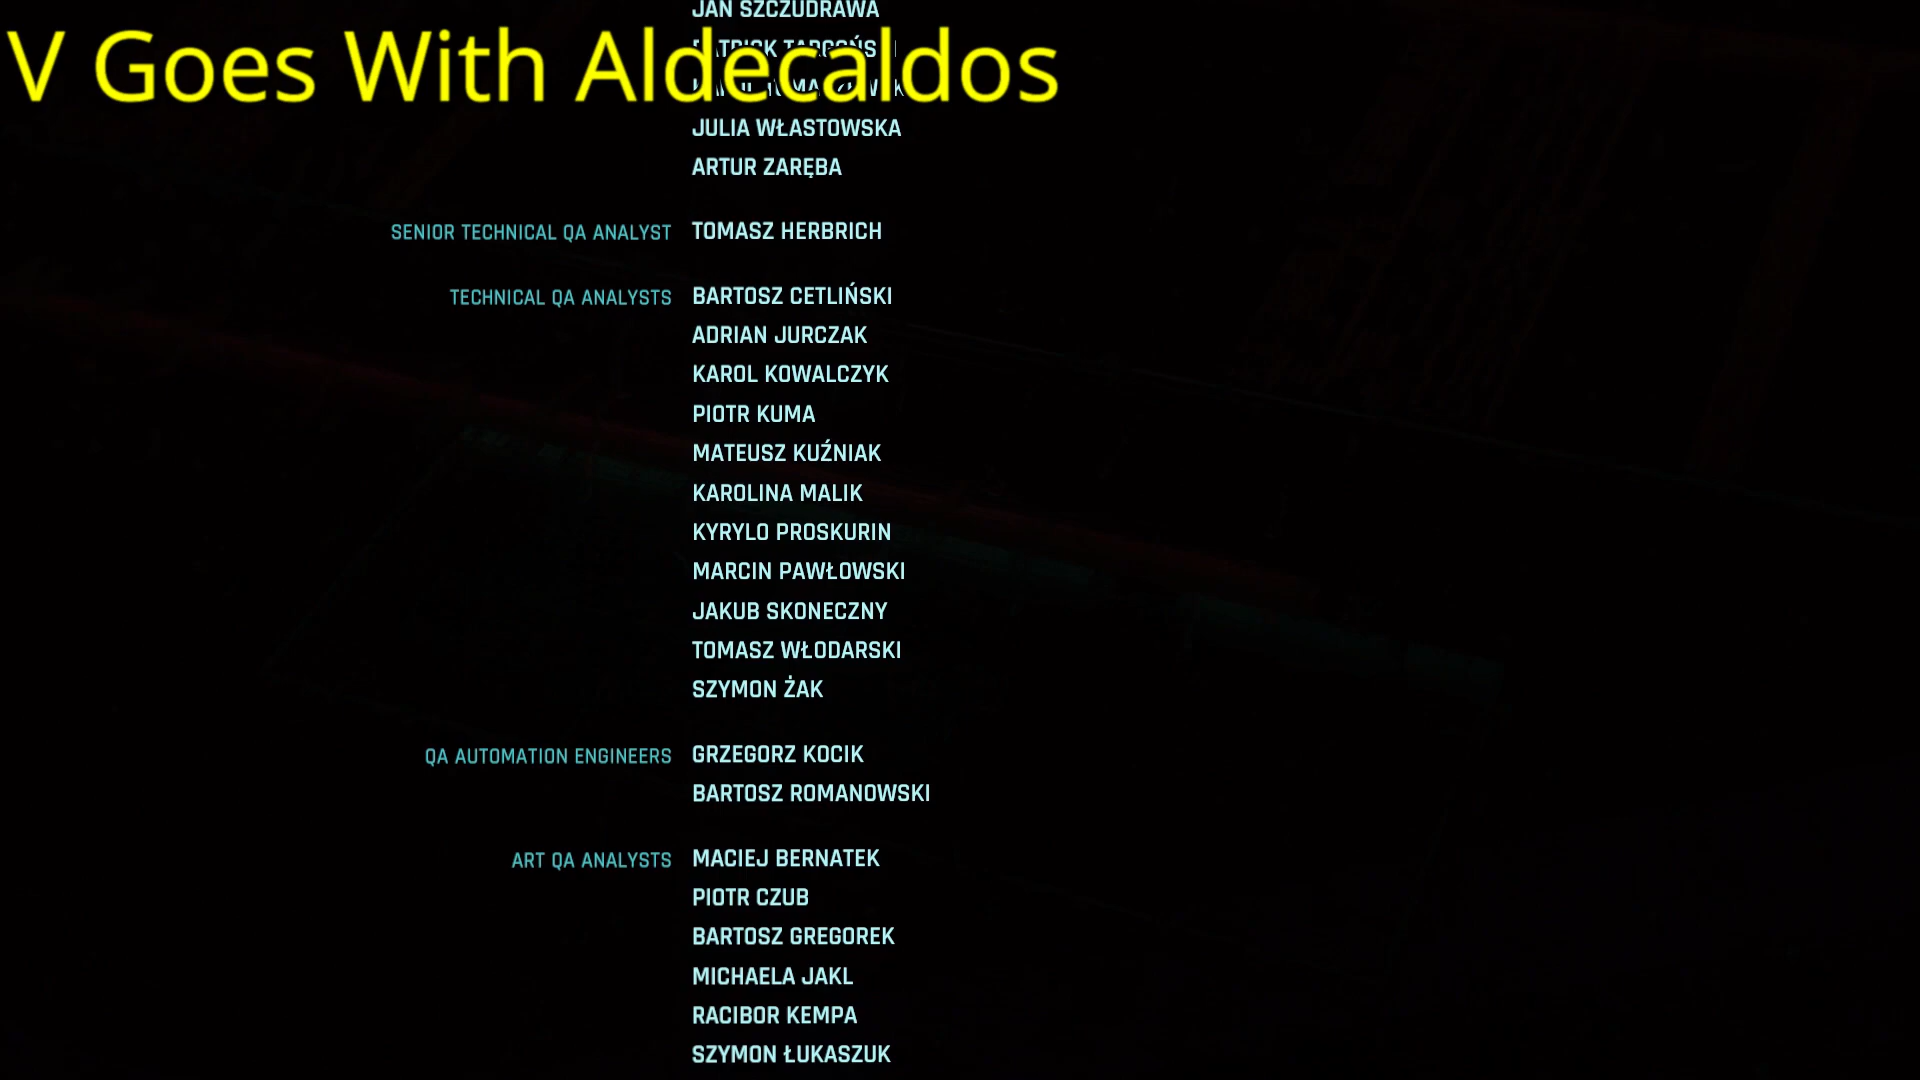 JAN SZCZUDRAWA
V Goes With Aldecaldos
JULIA WŁASTOWSKA
ARTUR ZARĘBA
SENIOR TECHNICAL QA ANALYST TOMASZ HERBRICH
TECHNICAL QA ANALYSTS BARTOSZ CETLIŃSKI
ADRIAN JURCZAK
KAROL KOWALCZYK
PIOTR KUMA
MATEUSZ KUŹNIAK
KAROLINA MALIK
KYRYLO PROSKURIN
MARCIN PAWŁOWSKI
JAKUB SKONECZNY
TOMASZ WŁODARSKI
SZYMON ŻAK
QA AUTOMATION ENGINEERS GRZEGORZ KOCIK
BARTOSZ ROMANOWSKI
ART QA ANALYSTS MACIEJ BERNATEK
PIOTR CZUB
BARTOSZ GREGOREK
MICHAELA JAKL
RACIBOR KEMPA
SZYMON ŁUKASZUK